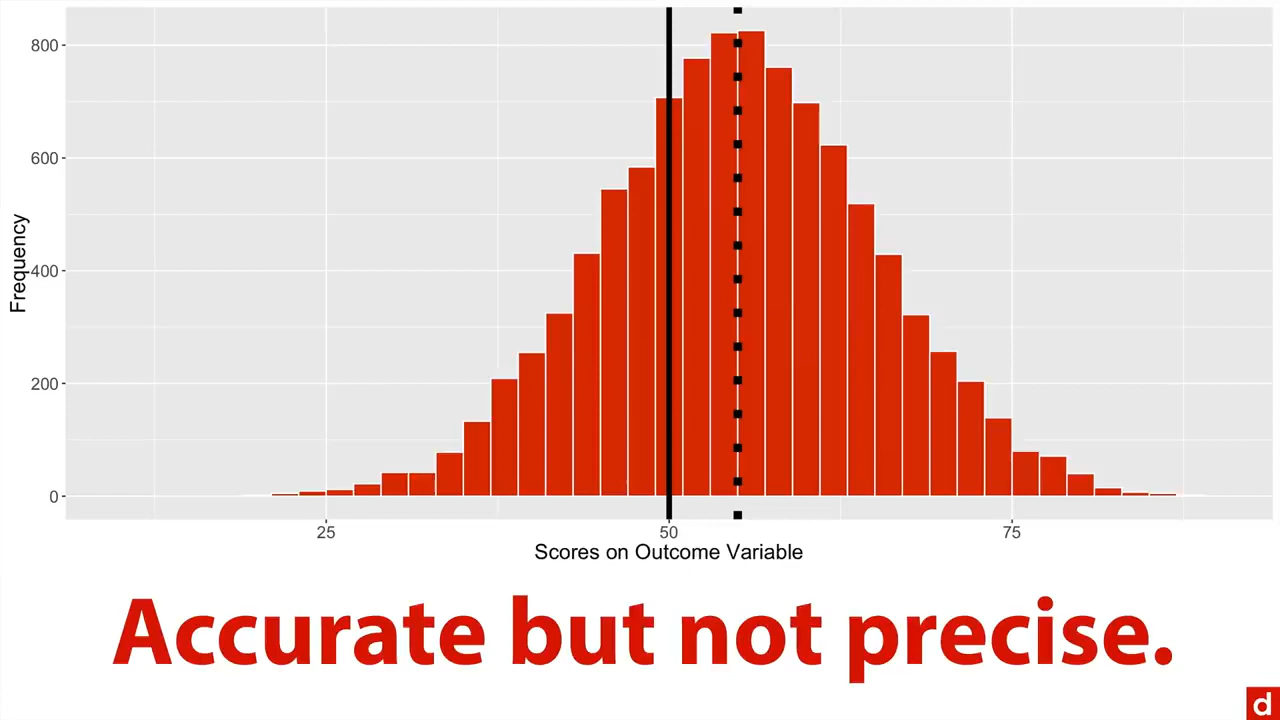 800
600
400
200
0
Frequency
25
50
75
Scores on Outcome Variable
Accurate but not precise.
d